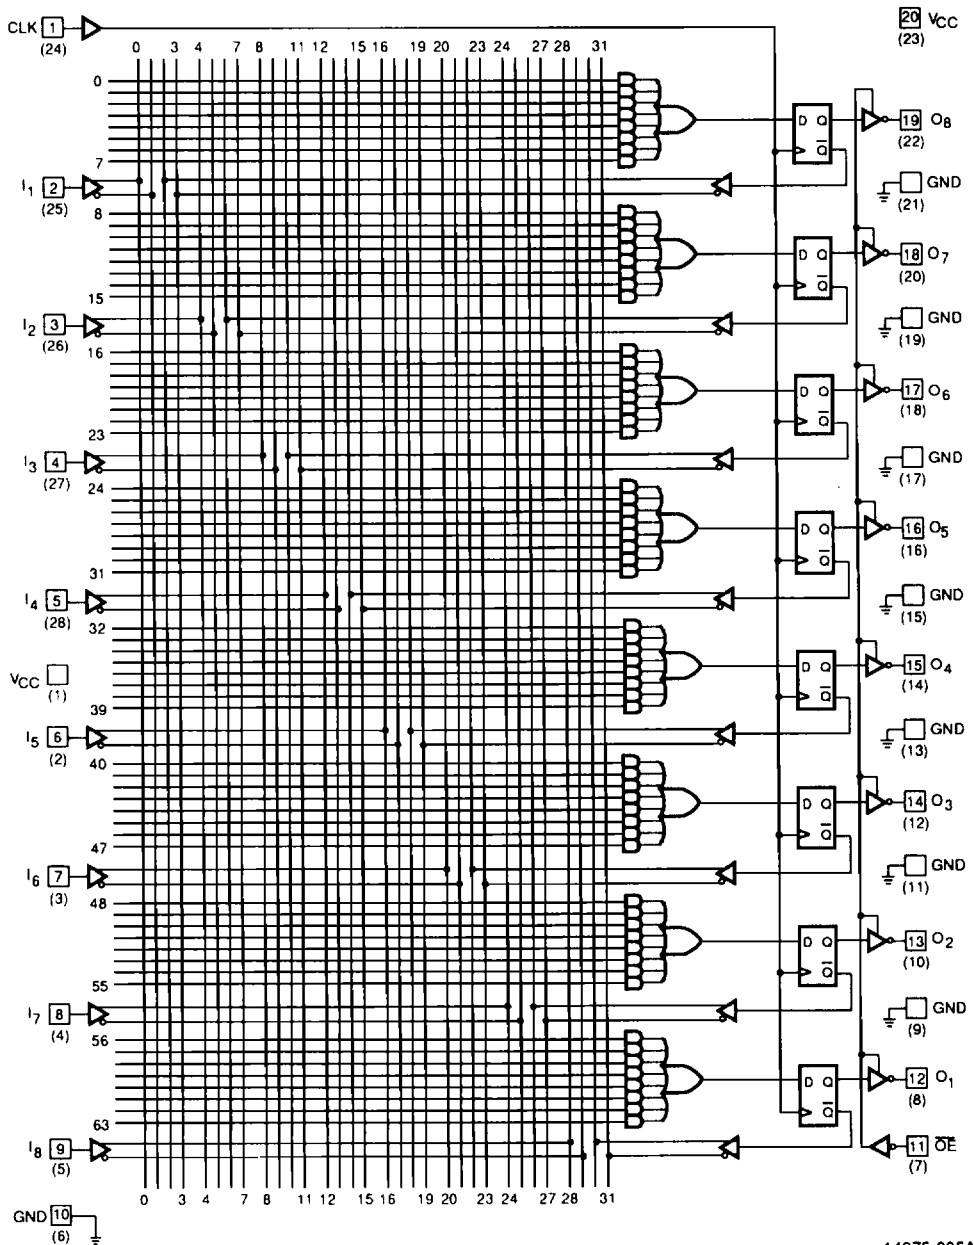 CLK 1 (24)
20 VCC (23)
0 3 4 7 8 11 12 15 16 19 20 23 24 27 28 31
0
7
D Q Q̅
19 O8 (22)
I1 2 (25)
GND (21)
8
15
D Q Q̅
18 O7 (20)
I2 3 (26)
GND (19)
16
23
D Q Q̅
17 O6 (18)
I3 4 (27)
GND (17)
24
31
D Q Q̅
16 O5 (16)
I4 5 (28)
GND (15)
32
39
D Q Q̅
15 O4 (14)
VCC (1)
I5 6 (2)
GND (13)
40
47
D Q Q̅
14 O3 (12)
I6 7 (3)
GND (11)
48
55
D Q Q̅
13 O2 (10)
I7 8 (4)
GND (9)
56
63
D Q Q̅
12 O1 (8)
I8 9 (5)
11 O̅E̅ (7)
0 3 4 7 8 11 12 15 16 19 20 23 24 27 28 31
GND 10 (6)